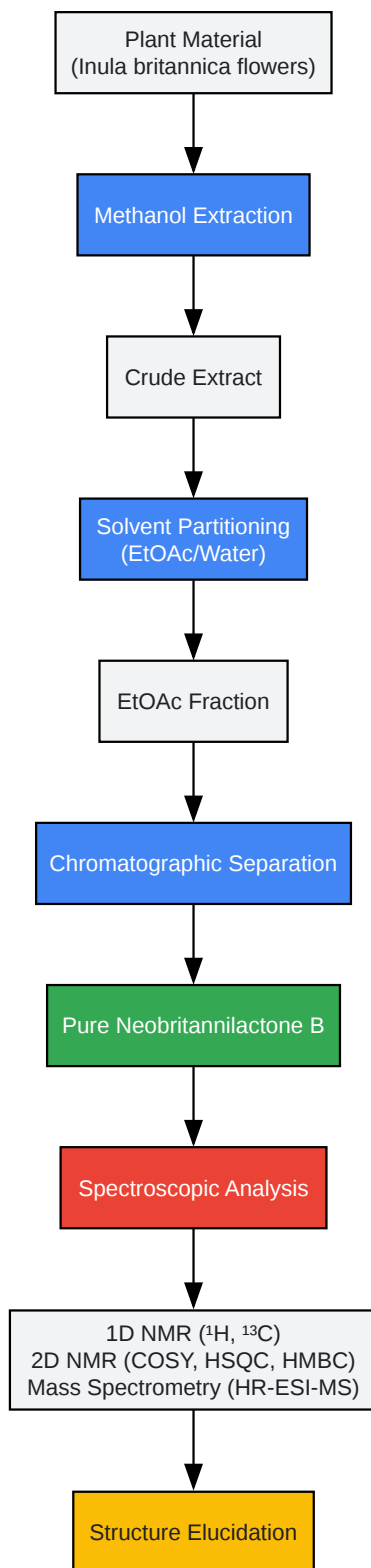 Plant Material
(Inula britannica flowers)
Methanol Extraction
Crude Extract
Solvent Partitioning
(EtOAc/Water)
EtOAc Fraction
Chromatographic Separation
Pure Neobritannilactone B
Spectroscopic Analysis
1D NMR (¹H, ¹³C)
2D NMR (COSY, HSQC, HMBC)
Mass Spectrometry (HR-ESI-MS)
Structure Elucidation